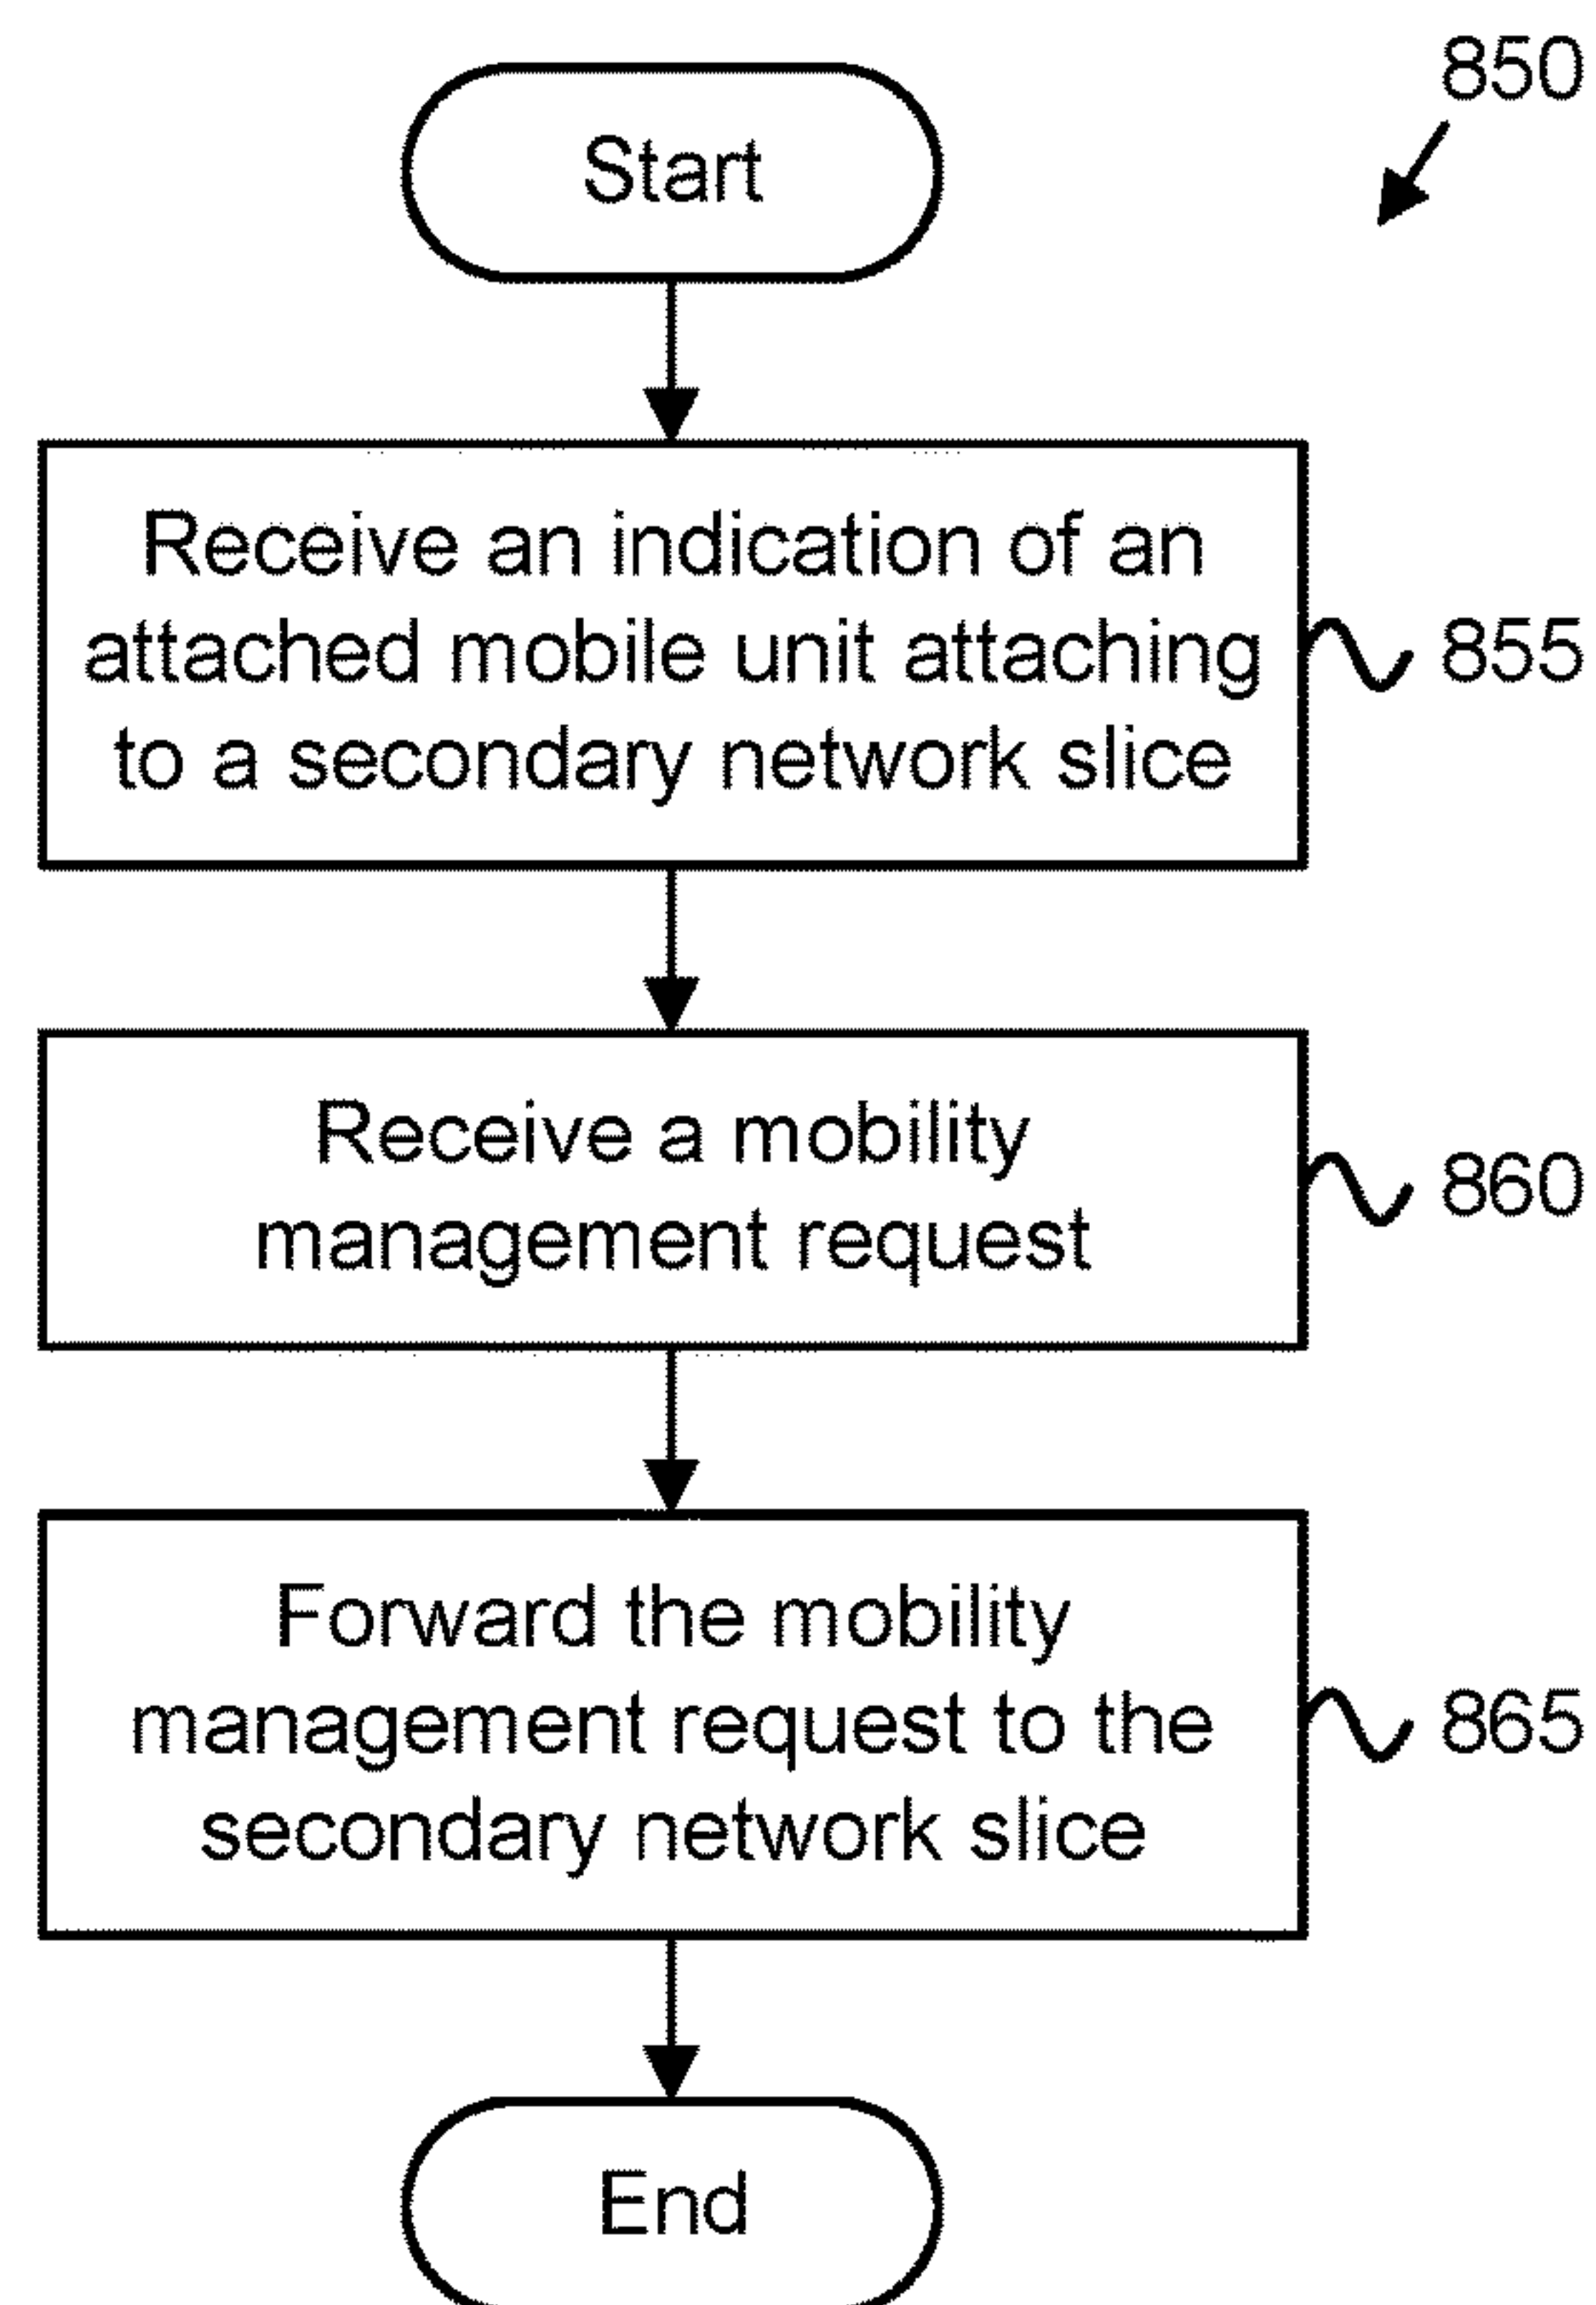 850
Start
Receive an indication of an
attached mobile unit attaching
to a secondary network slice
855
Receive a mobility
management request
860
Forward the mobility
management request to the
secondary network slice
865
End